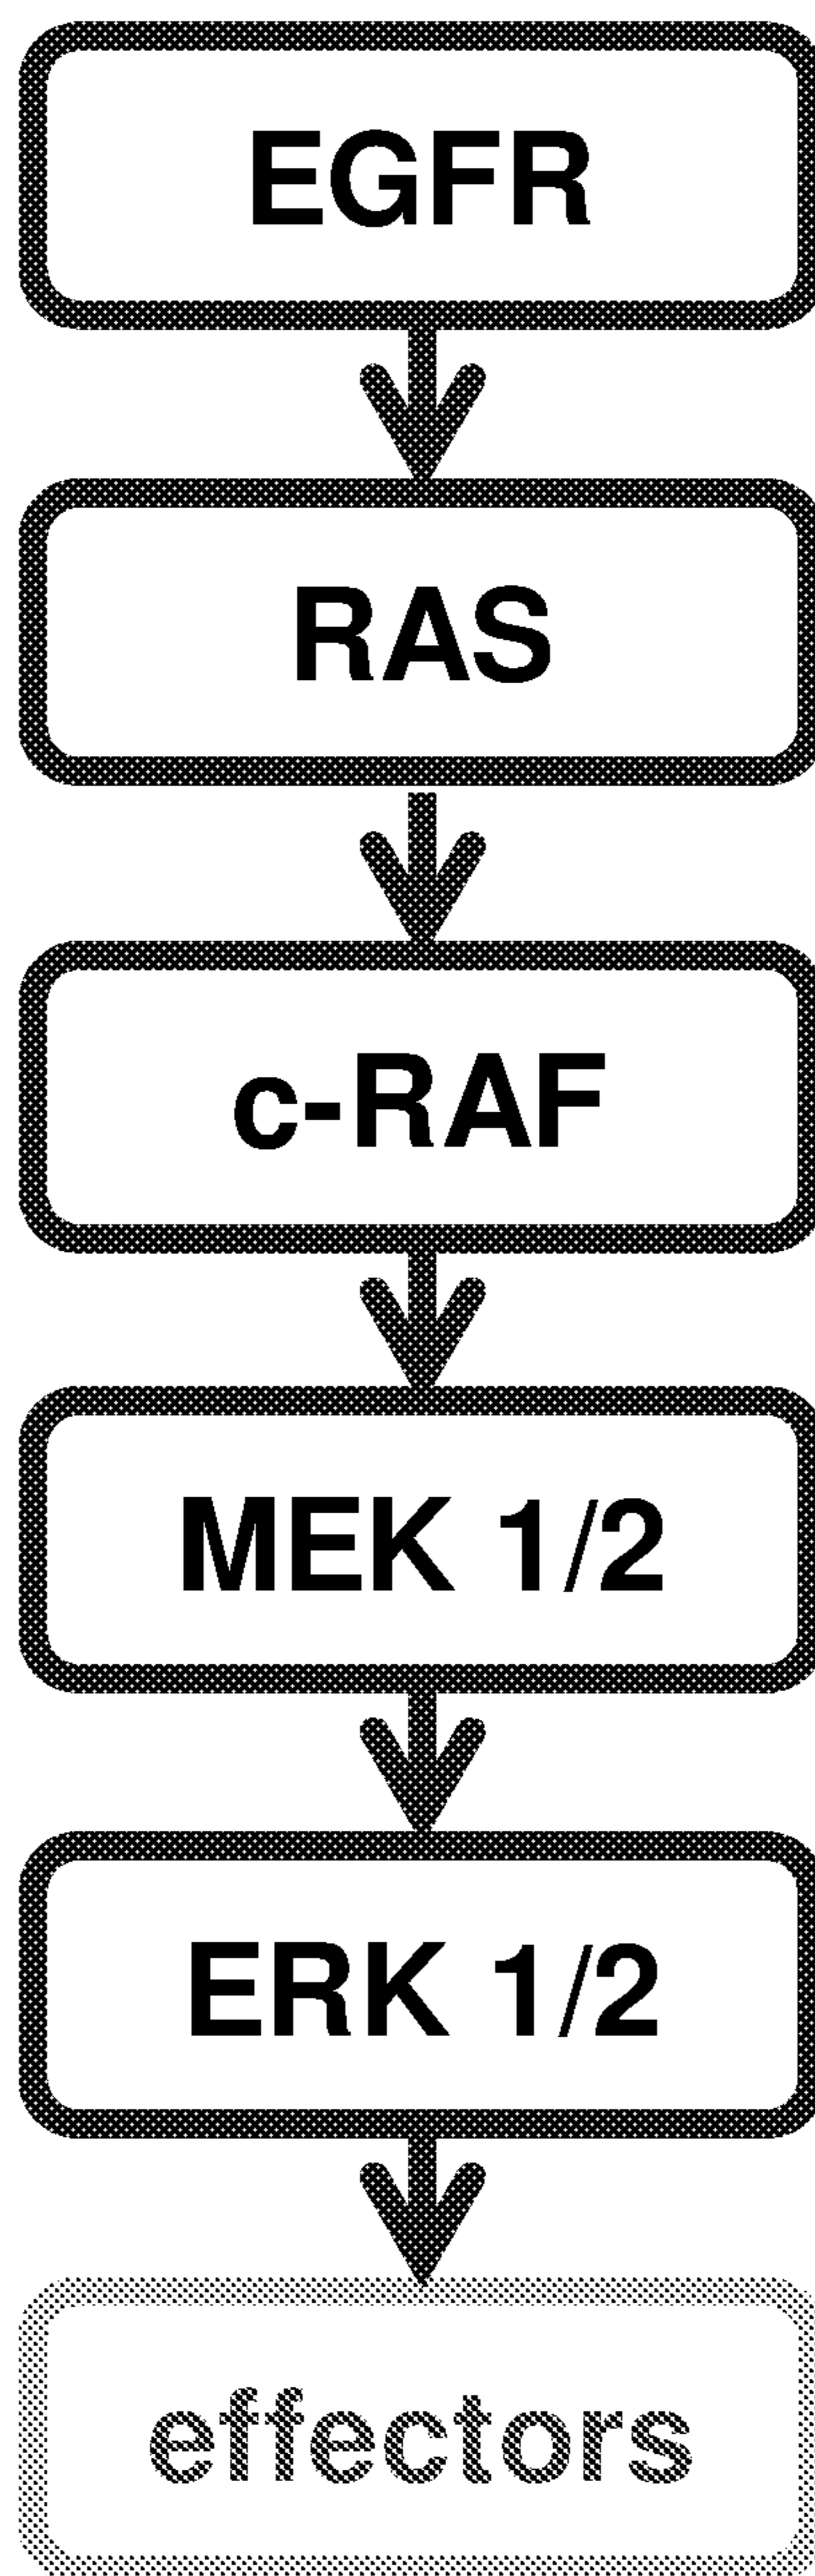 EGFR
RAS
c-RAF
MEK 1/2
ERK 1/2
effectors